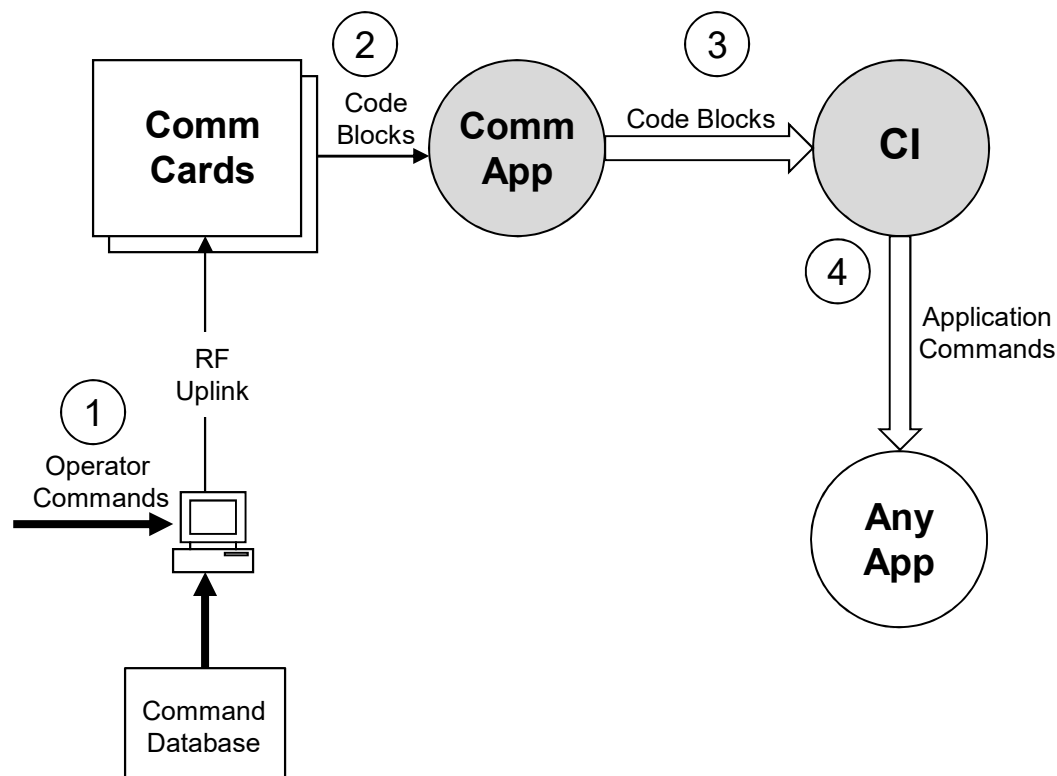 2
3
Code
Blocks
Comm
Cards
Comm
App
Code Blocks
CI
4
Application
Commands
RF
Uplink
1
Operator
Commands
Any
App
Command
Database